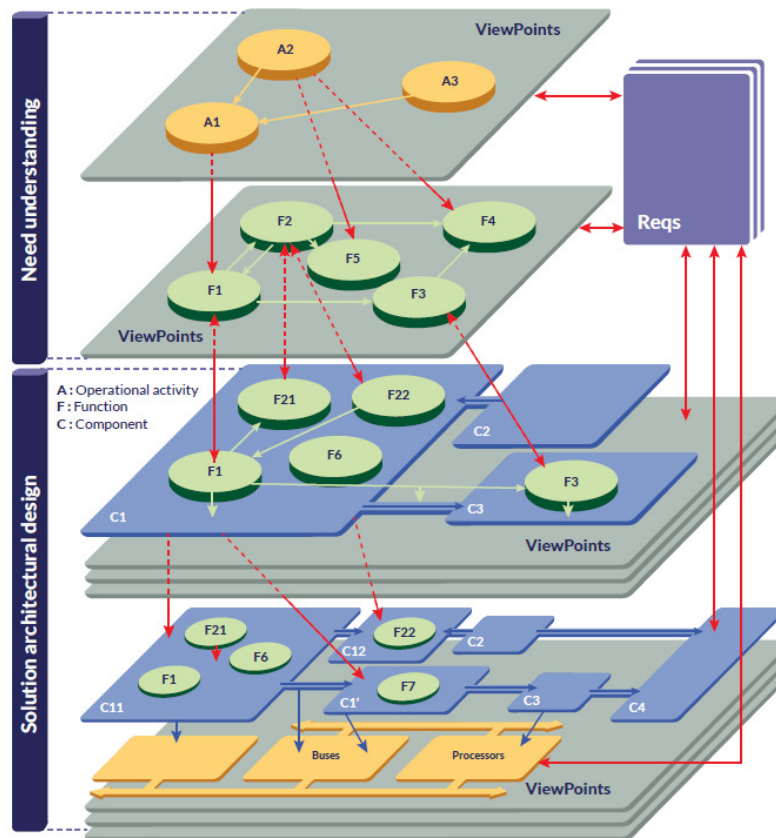 Need understanding
ViewPoints
A2
A3
A1
Reqs
F2
F4
F5
F1
F3
ViewPoints
Solution architectural design
A : Operational activity
F : Function
C : Component
F21
F22
C2
F6
F1
F3
C1
C3
ViewPoints
F21
F22
C2
C12
F6
F1
F7
C3
C11
C1'
C4
Buses
Processors
ViewPoints